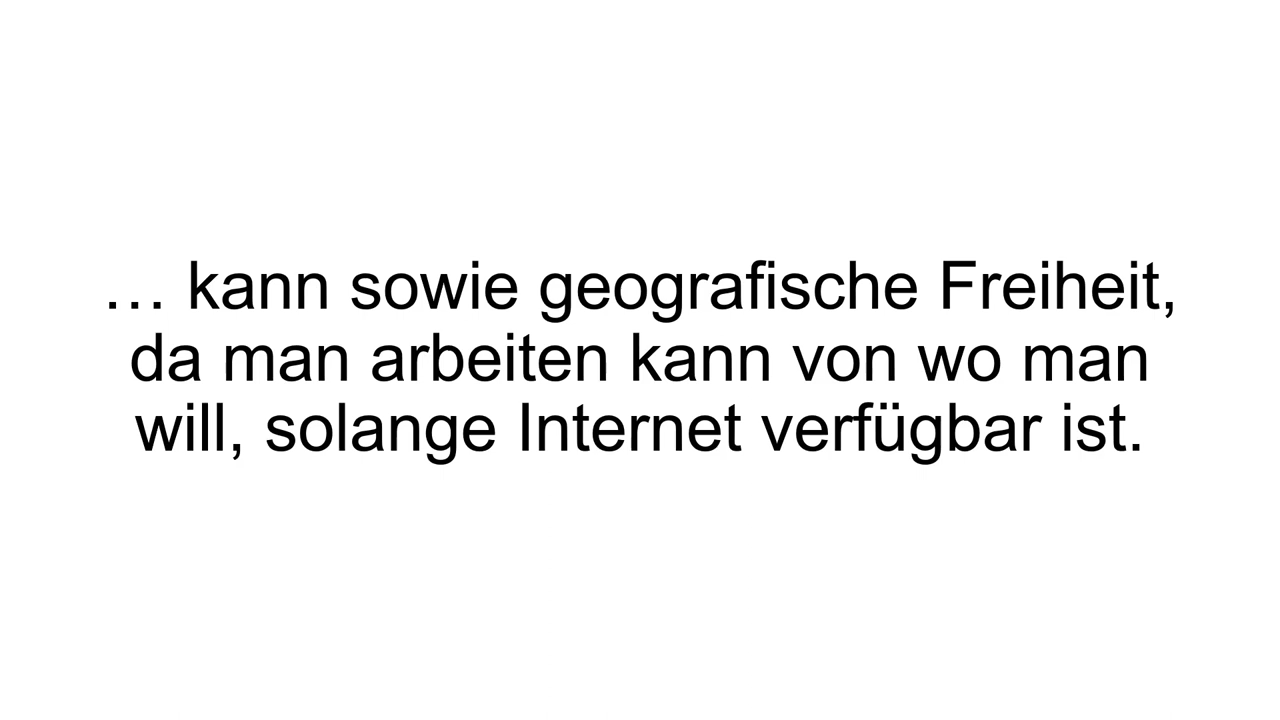 … kann sowie geografische Freiheit,
da man arbeiten kann von wo man
will, solange Internet verfügbar ist.